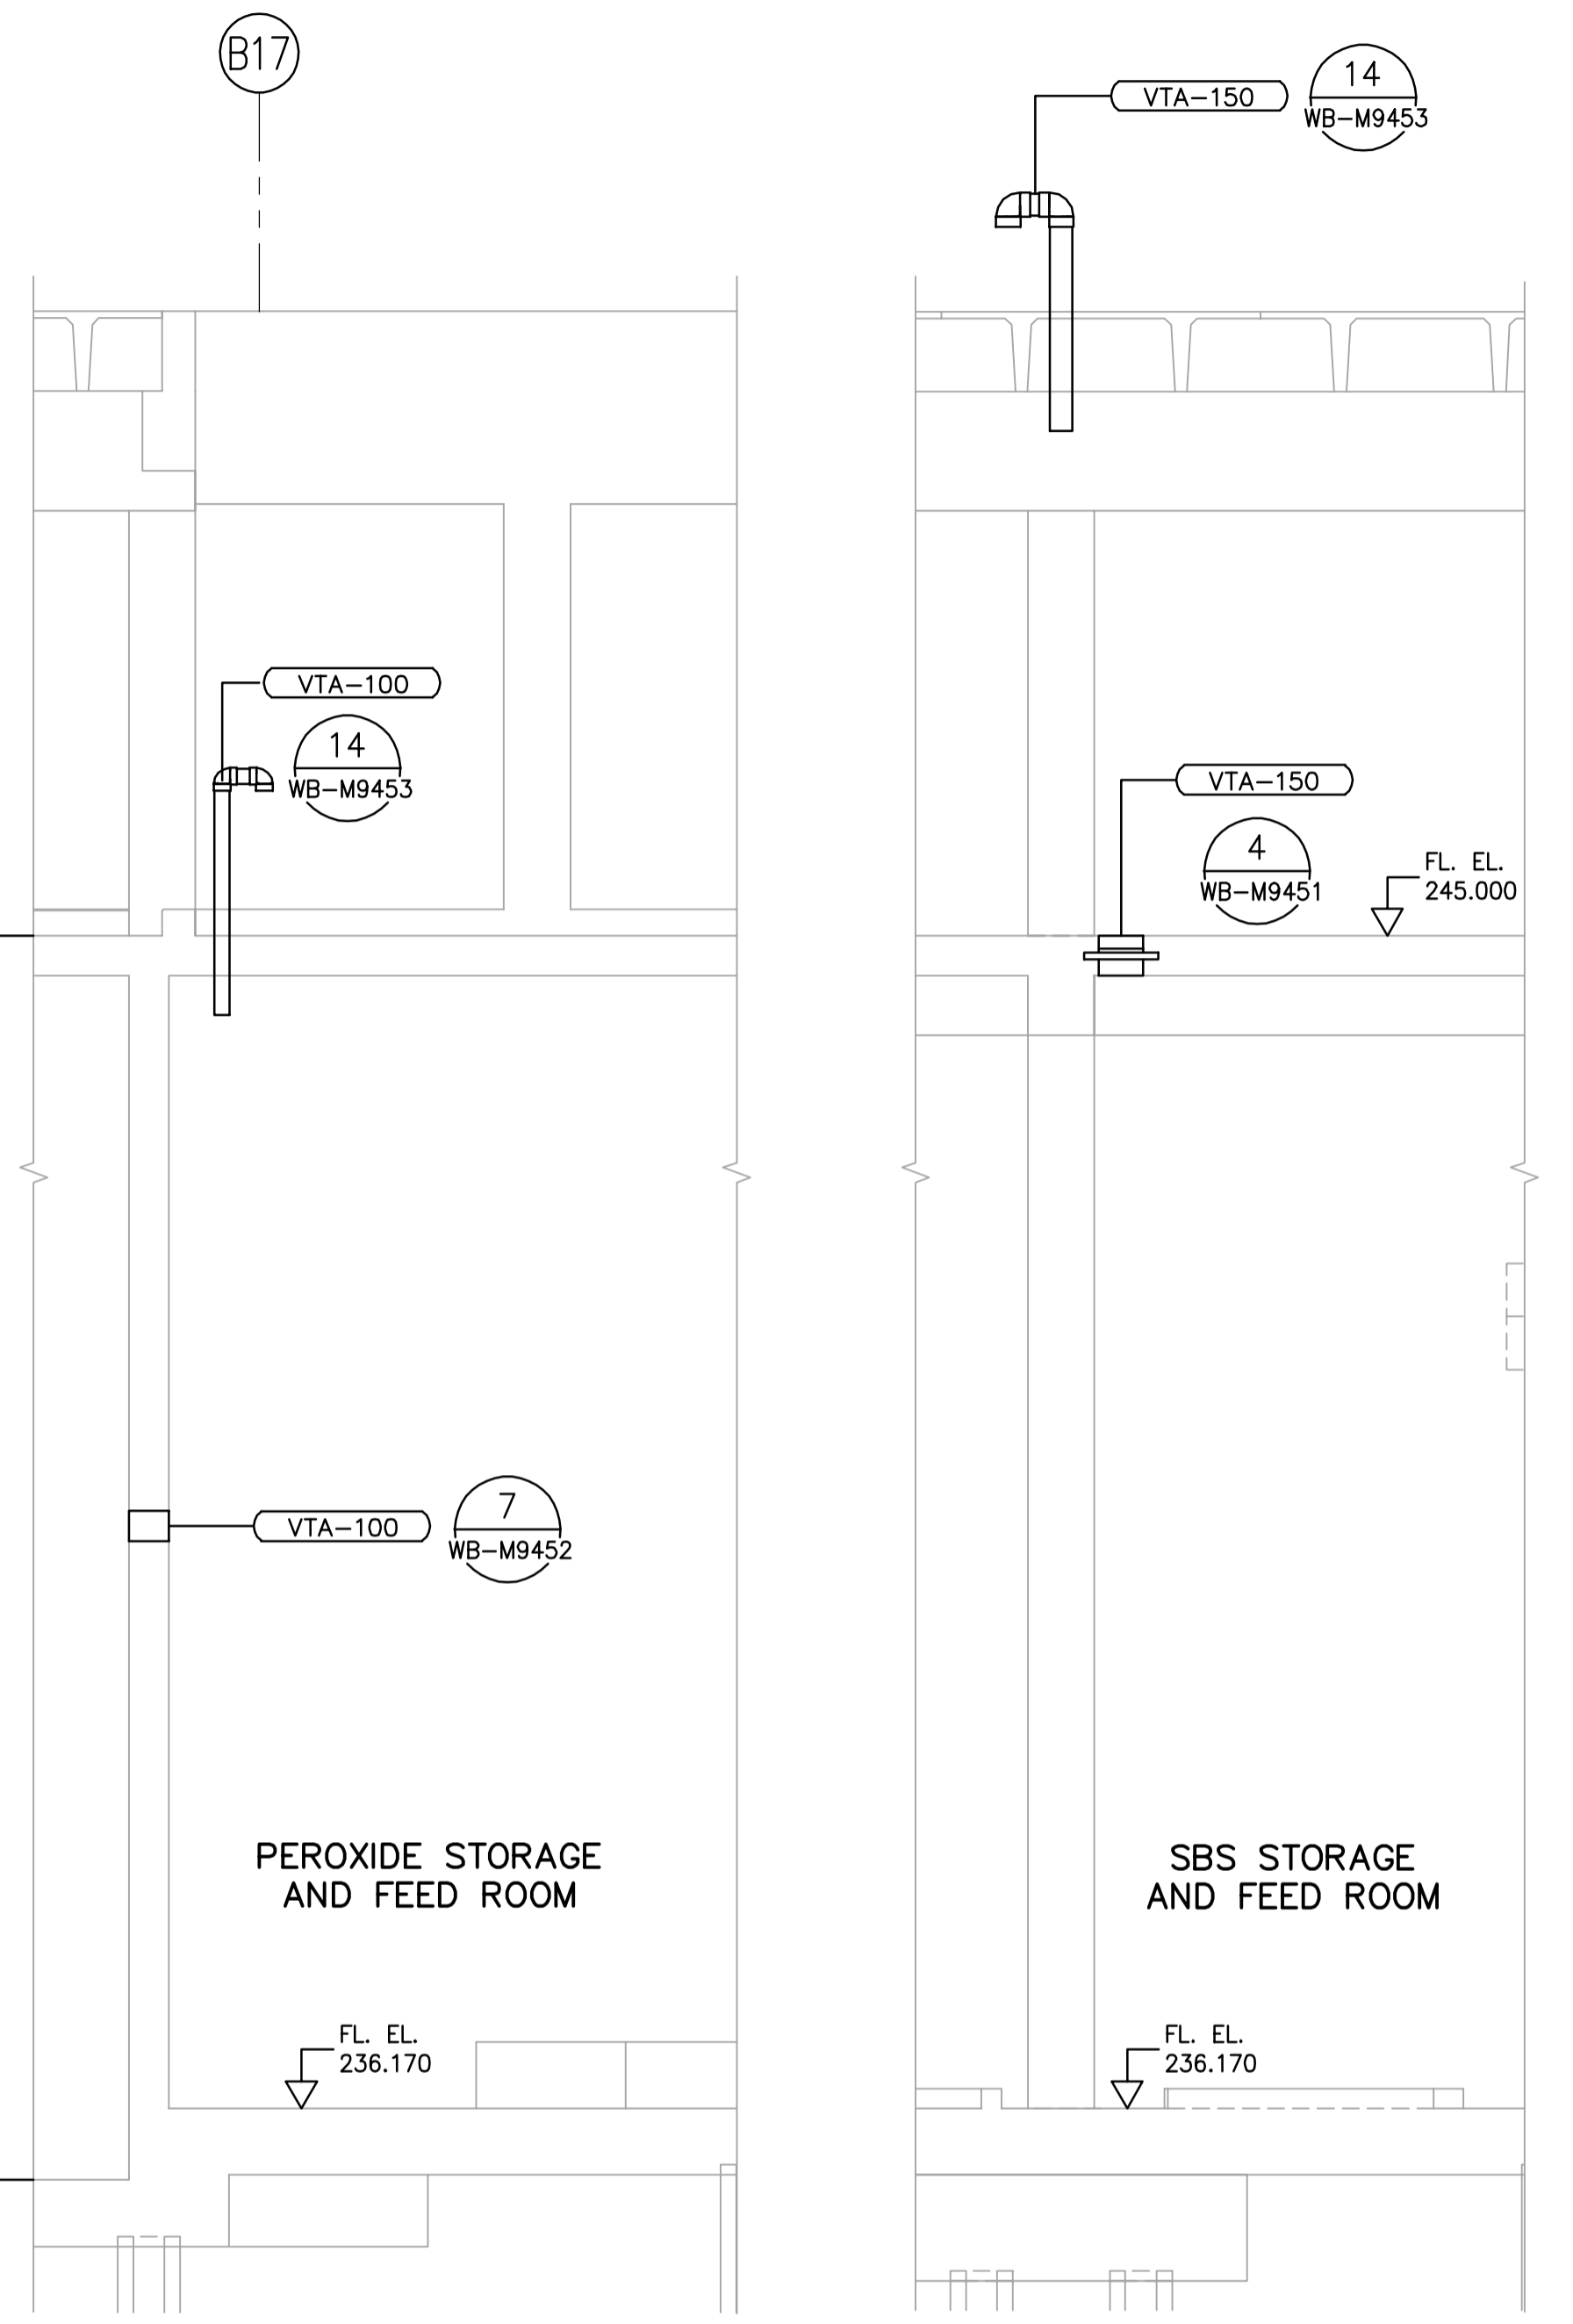 B17
VTA-150
14
WB-M9453
VTA-100
14
WB-M9453
VTA-150
4
WB-M9451
FL. EL.
245.000
VTA-100
7
WB-M9452
PEROXIDE STORAGE
AND FEED ROOM
SBS STORAGE
AND FEED ROOM
FL. EL.
236.170
FL. EL.
236.170